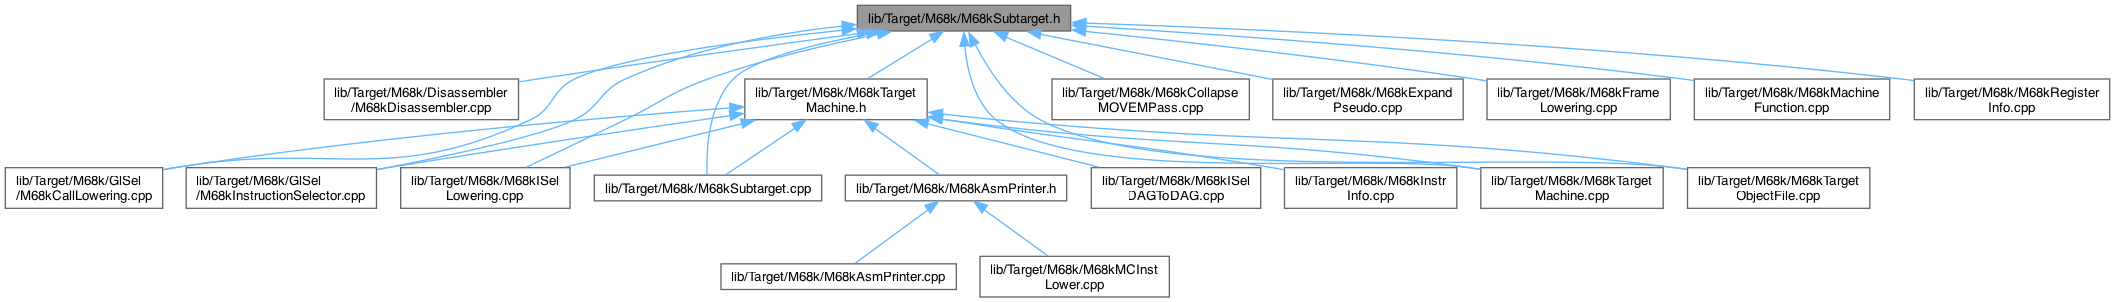 lib/Target/M68k/M68kSubtarget.h
lib/Target/M68k/Disassembler
/M68kDisassembler.cpp
lib/Target/M68k/M68kTarget
Machine.h
lib/Target/M68k/M68kCollapse
MOVEMPass.cpp
lib/Target/M68k/M68kExpand
Pseudo.cpp
lib/Target/M68k/M68kFrame
Lowering.cpp
lib/Target/M68k/M68kMachine
Function.cpp
lib/Target/M68k/M68kRegister
Info.cpp
lib/Target/M68k/GISel
/M68kCallLowering.cpp
lib/Target/M68k/GISel
/M68kInstructionSelector.cpp
lib/Target/M68k/M68kISel
Lowering.cpp
lib/Target/M68k/M68kSubtarget.cpp
lib/Target/M68k/M68kAsmPrinter.h
lib/Target/M68k/M68kISel
DAGToDAG.cpp
lib/Target/M68k/M68kInstr
Info.cpp
lib/Target/M68k/M68kTarget
Machine.cpp
lib/Target/M68k/M68kTarget
ObjectFile.cpp
lib/Target/M68k/M68kAsmPrinter.cpp
lib/Target/M68k/M68kMCInst
Lower.cpp